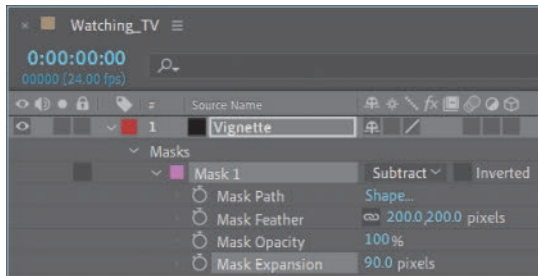 Watching_TV
0:00:00:00
00000 (24.00 fps)
# Source Name fx
1 Vignette
Masks
Mask 1 Subtract Inverted
Mask Path Shape...
Mask Feather 200.0,200.0 pixels
Mask Opacity 100%
Mask Expansion 90.0 pixels